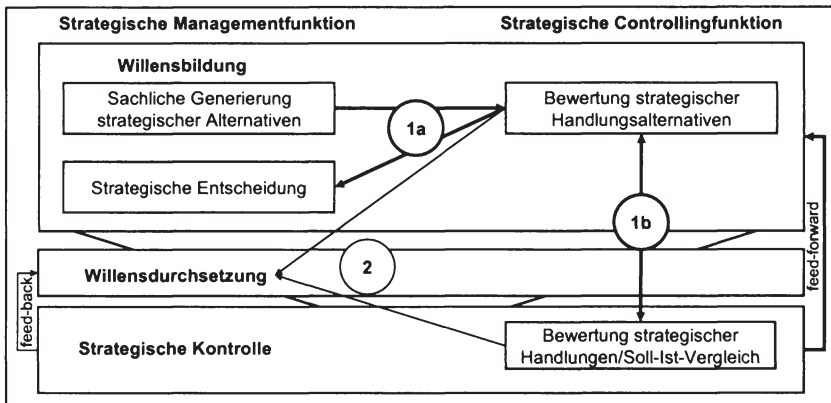 Strategische Managementfunktion
Strategische Controllingfunktion
Willensbildung
Sachliche Generierung
strategischer Alternativen
1a
Bewertung strategischer
Handlungsalternativen
Strategische Entscheidung
1b
feed-forward
feed-back
Willensdurchsetzung
2
Strategische Kontrolle
Bewertung strategischer
Handlungen/Soll-Ist-Vergleich